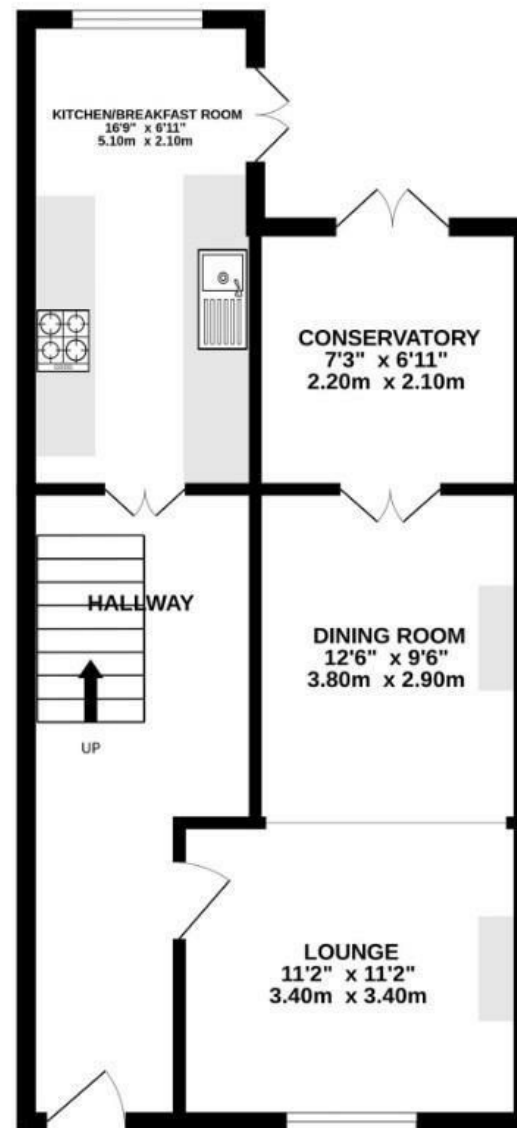 KITCHEN/BREAKFAST ROOM
16'9" x 6'11"
5.10m x 2.10m
CONSERVATORY
7'3" x 6'11"
2.20m x 2.10m
HALLWAY
DINING ROOM
12'6" x 9'6"
3.80m x 2.90m
UP
LOUNGE
11'2" x 11'2"
3.40m x 3.40m